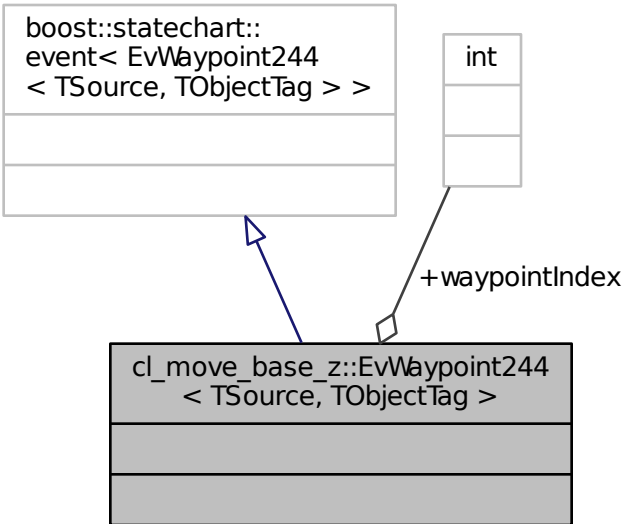 boost::statechart::
event< EvWaypoint244
< TSource, TObjectTag > >
int
+waypointIndex
cl_move_base_z::EvWaypoint244
< TSource, TObjectTag >